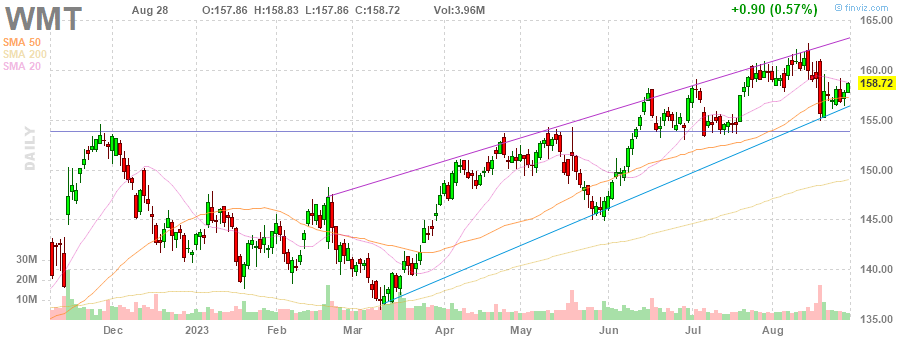 WMT Aug 28 O:157.86 H:158.83 L:157.86 C:158.72 Vol:3.96M +0.90 (0.57%) © finviz.com
SMA 50
SMA 200
SMA 20
DAILY
165.00
160.00
158.72
155.00
150.00
145.00
140.00
135.00
30M
20M
10M
Dec 2023 Feb Mar Apr May Jun Jul Aug